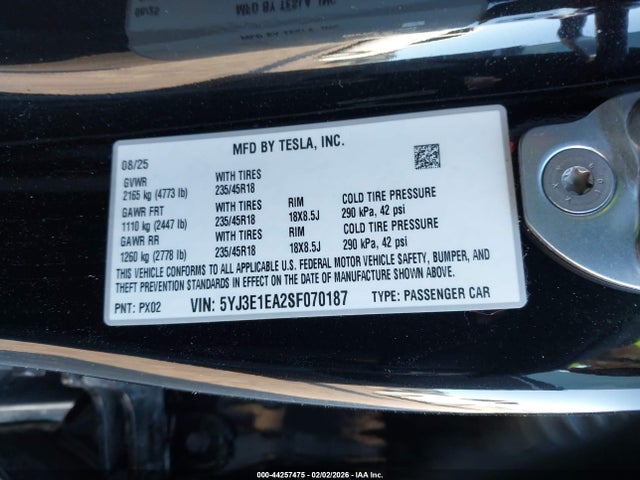 MFD BY TESLA, INC.
08/25
GVWR WITH TIRES
2165 kg (4773 lb) 235/45R18
GAWR FRT WITH TIRES RIM COLD TIRE PRESSURE
1110 kg (2447 lb) 235/45R18 18X8.5J 290 kPa, 42 psi
GAWR RR WITH TIRES RIM COLD TIRE PRESSURE
1260 kg (2778 lb) 235/45R18 18X8.5J 290 kPa, 42 psi
THIS VEHICLE CONFORMS TO ALL APPLICABLE U.S. FEDERAL MOTOR VEHICLE SAFETY, BUMPER, AND
THEFT PREVENTION STANDARDS IN EFFECT ON THE DATE OF MANUFACTURE SHOWN ABOVE.
PNT: PX02 VIN: 5YJ3E1EA2SF070187 TYPE: PASSENGER CAR
000-44257475 - 02/02/2026 - IAA Inc.